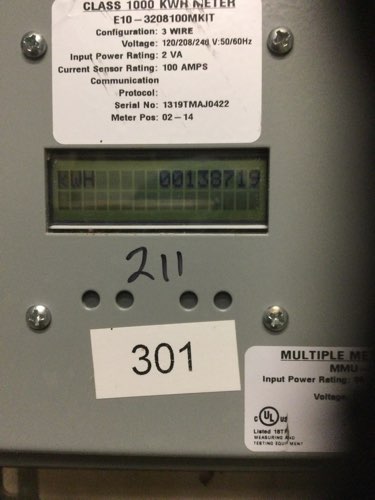 CLASS 1000 KWH METER
E10-3208100MKIT
Configuration: 3 WIRE
Voltage: 120/208/240 V:50/60Hz
Input Power Rating: 2 VA
Current Sensor Rating: 100 AMPS
Communication
Protocol:
Serial No: 1319TMAJ0422
Meter Pos: 02-14
KWH 00138719
211
301
MULTIPLE
MMU
Input Power Rating:
Voltage:
C UL US
Listed
MEASURING AND
TESTING EQUIPMENT